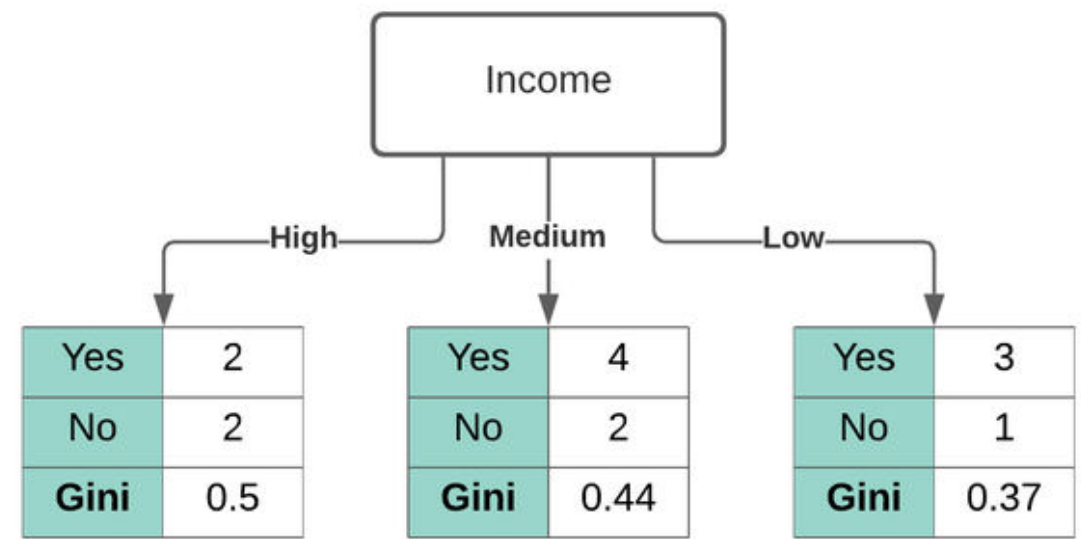 Income
High Medium Low
Yes 2 Yes 4 Yes 3
No 2 No 2 No 1
Gini 0.5 Gini 0.44 Gini 0.37